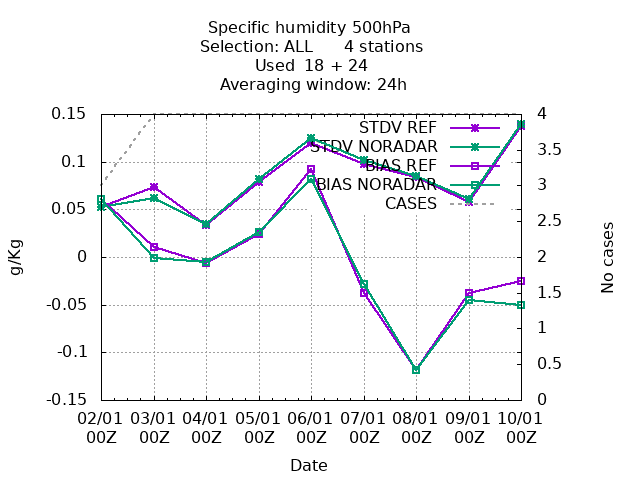 Specific humidity 500hPa
Selection: ALL      4 stations
Used  18 + 24
Averaging window: 24h
0.15
0.1
0.05
0
-0.05
-0.1
-0.15
g/Kg
STDV REF
STDV NORADAR
BIAS REF
BIAS NORADAR
CASES
4
3.5
3
2.5
2
1.5
1
0.5
0
No cases
02/01 03/01 04/01 05/01 06/01 07/01 08/01 09/01 10/01
00Z 00Z 00Z 00Z 00Z 00Z 00Z 00Z 00Z
Date